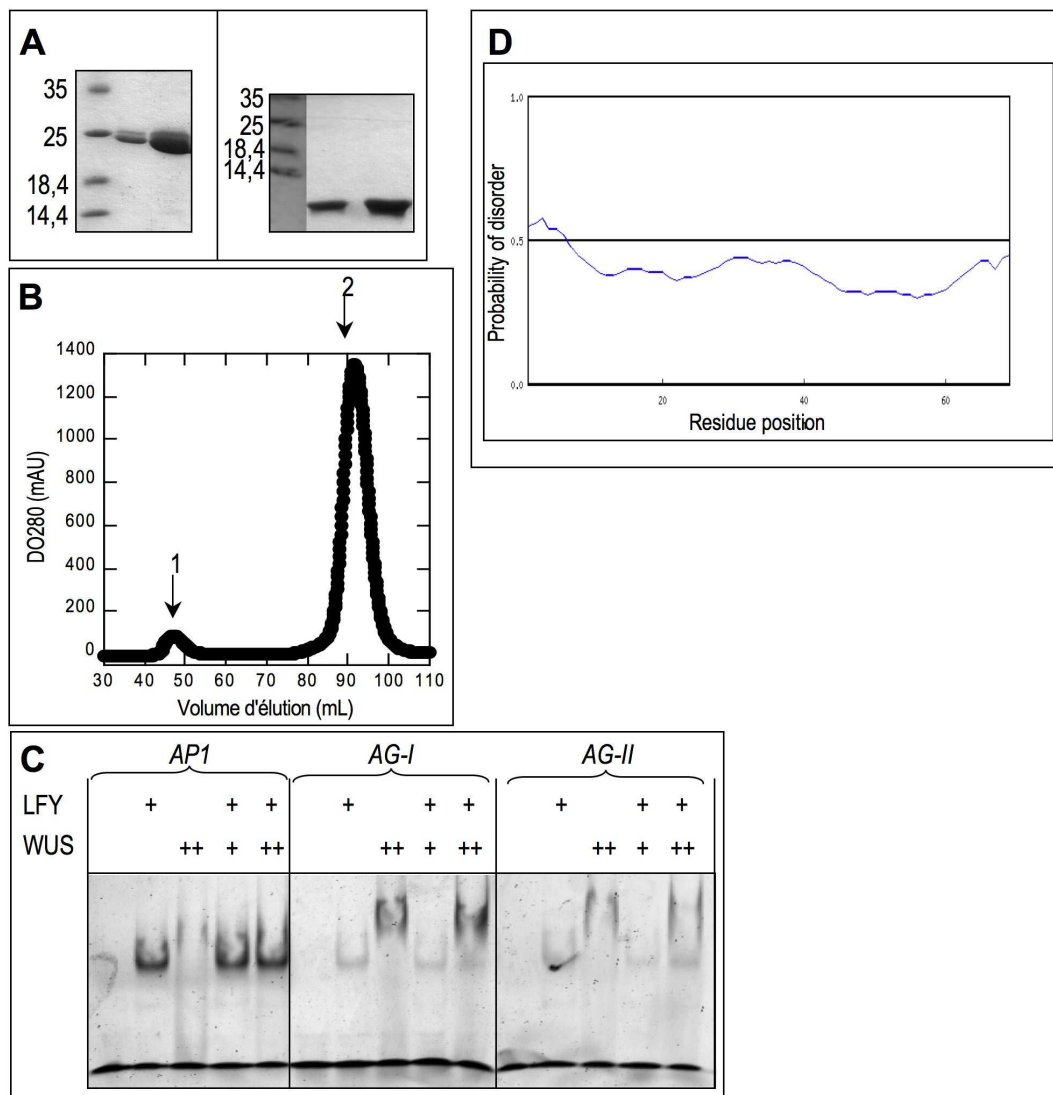 A
35
25
18,4
14,4
35
25
18,4
14,4
B
1
2
1400
1200
1000
800
600
400
200
0
DO280 (mAU)
30 40 50 60 70 80 90 100 110
Volume d'élution (mL)
D
1.0
0.5
0.0
Probability of disorder
20 40 60
Residue position
C
AP1 AG-I AG-II
LFY + + + + + + + + +
WUS ++ + ++ ++ + ++ ++ + ++